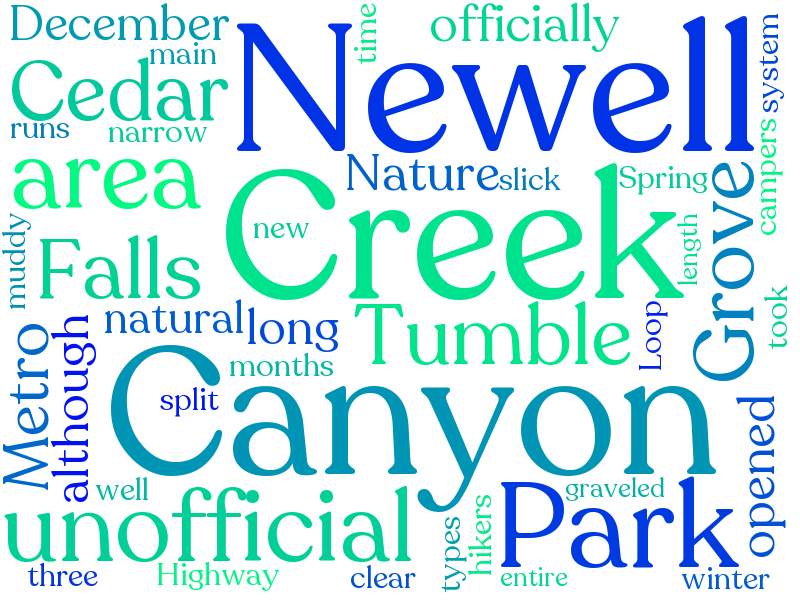 December
main
time
officially
system
Newell
Cedar
runs
narrow
area
Nature
slick
Spring
campers
Creek
new
Grove
muddy
Falls
length
natural
long
Tumble
Loop
took
Metro
although
months
Canyon
split
opened
well
unofficial
Park
graveled
types
hikers
three
Highway
clear
entire
winter